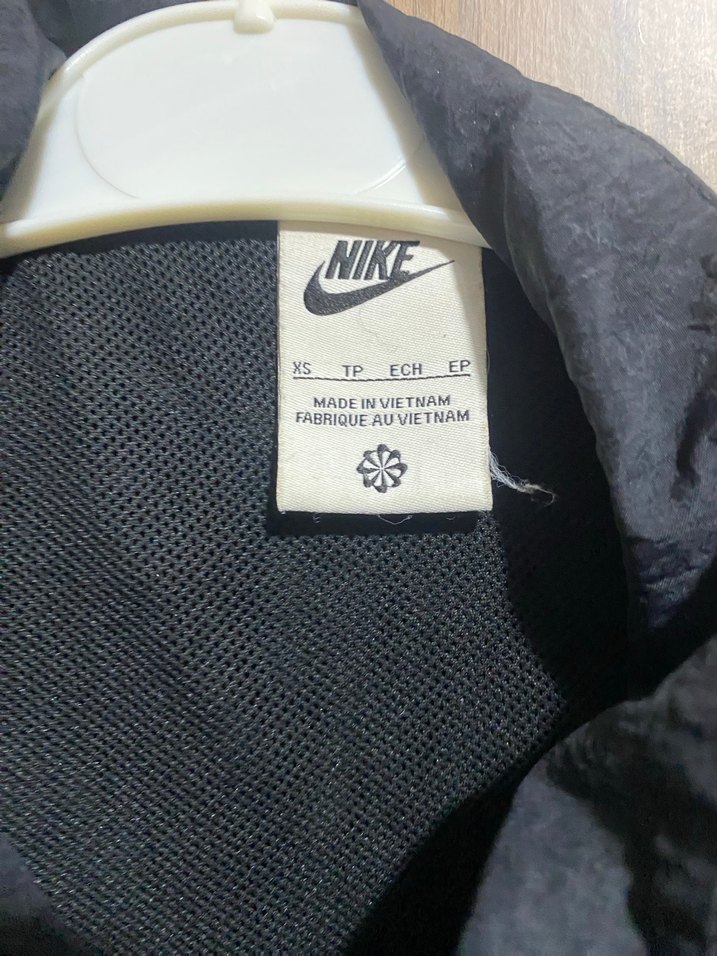 NIKE
XS TP ECH EP
MADE IN VIETNAM
FABRIQUE AU VIETNAM